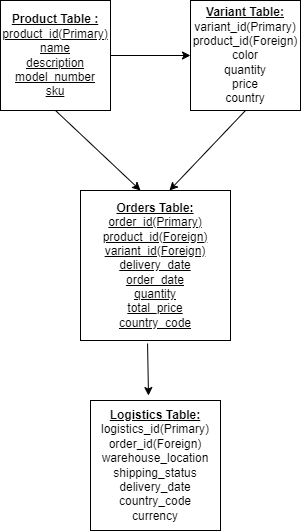 Product Table :
product_id(Primary)
name
description
model_number
sku
Variant Table:
variant_id(Primary)
product_id(Foreign)
color
quantity
price
country
Orders Table:
order_id(Primary)
product_id(Foreign)
variant_id(Foreign)
delivery_date
order_date
quantity
total_price
country_code
Logistics Table:
logistics_id(Primary)
order_id(Foreign)
warehouse_location
shipping_status
delivery_date
country_code
currency